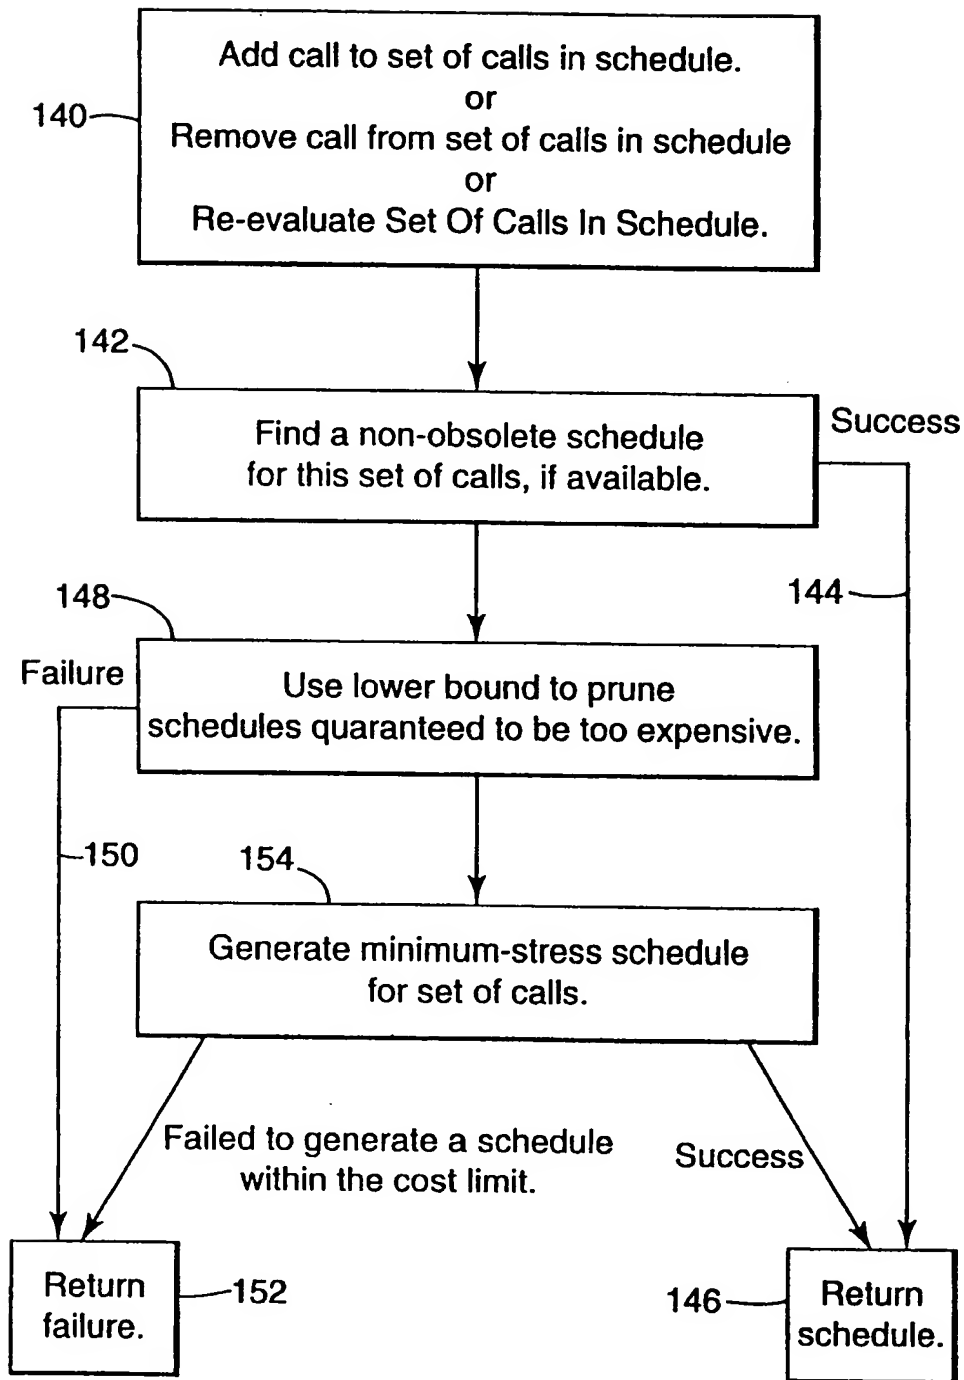 Add call to set of calls in schedule.
or
140
Remove call from set of calls in schedule
or
Re-evaluate Set Of Calls In Schedule.
142
Find a non-obsolete schedule
for this set of calls, if available.
Success
144
148
Failure
Use lower bound to prune
schedules quaranteed to be too expensive.
150
154
Generate minimum-stress schedule
for set of calls.
Failed to generate a schedule
within the cost limit.
Success
Return
failure.
152
146
Return
schedule.